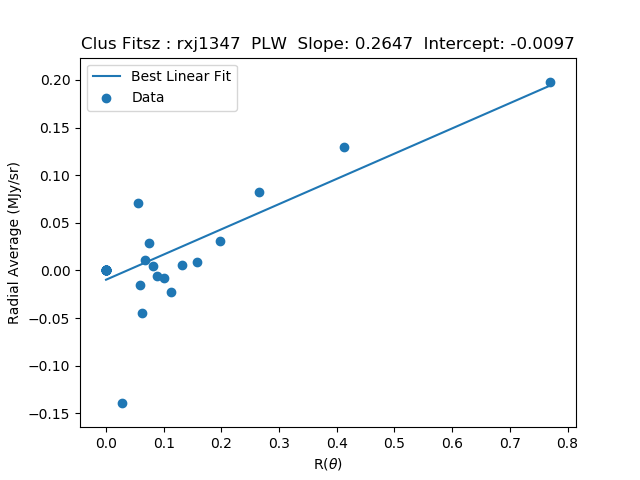 Clus Fitsz : rxj1347  PLW  Slope: 0.2647  Intercept: -0.0097
Best Linear Fit
Data
Radial Average (MJy/sr)
0.20
0.15
0.10
0.05
0.00
−0.05
−0.10
−0.15
0.0 0.1 0.2 0.3 0.4 0.5 0.6 0.7 0.8
R(θ)